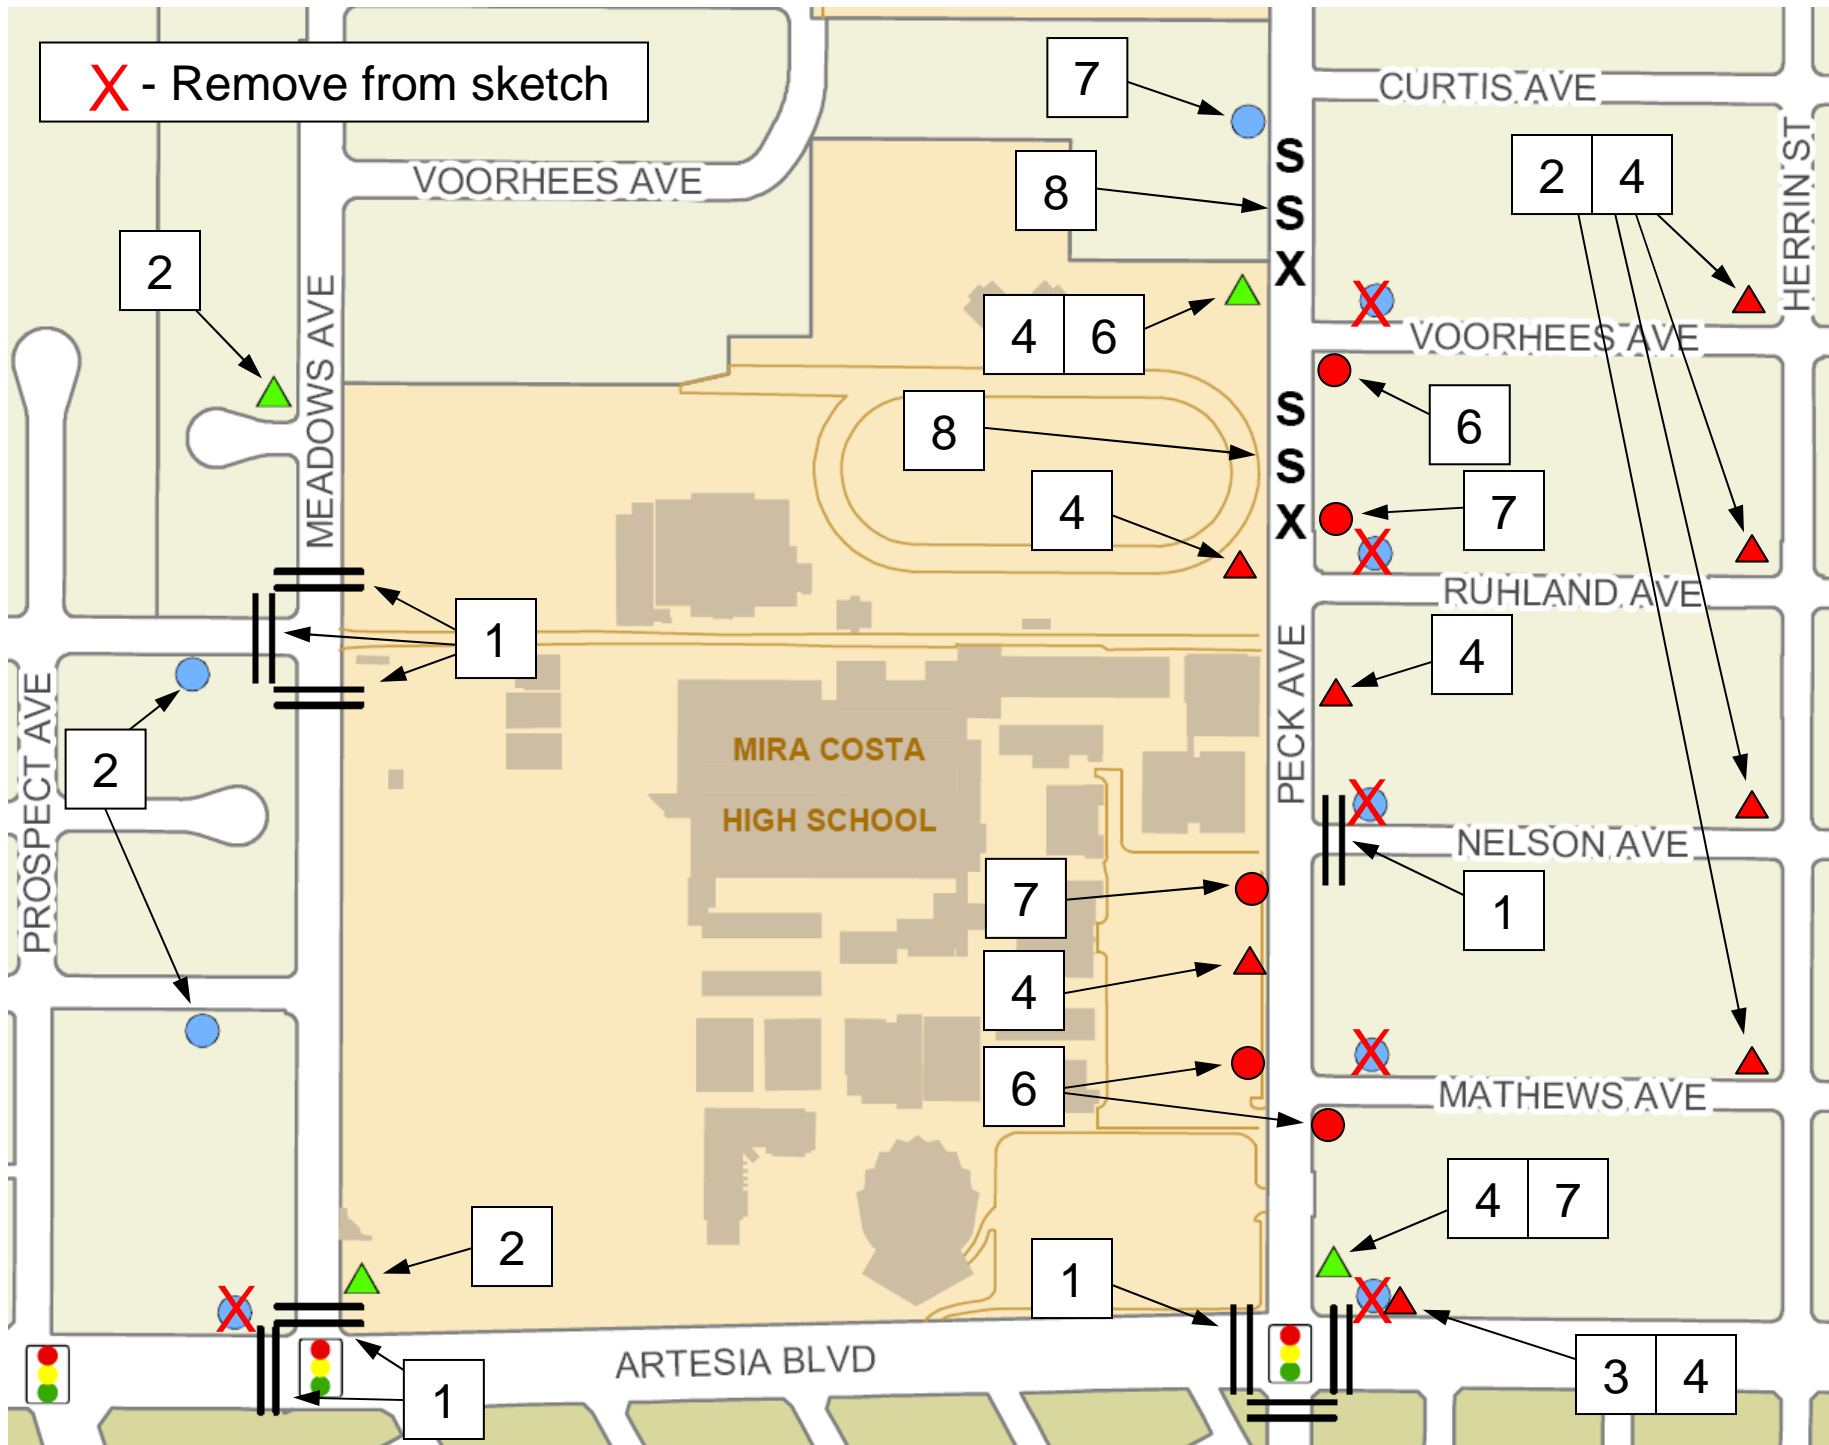 X - Remove from sketch
7
CURTIS AVE
HERRIN ST
S
VOORHEES AVE
2 4
8
S
2
X
MEADOWS AVE
X
4 6
VOORHEES AVE
S
6
8
S
4
X
7
X
RUHLAND AVE
1
4
PROSPECT AVE
PECK AVE
MIRA COSTA
HIGH SCHOOL
2
X
NELSON AVE
7
1
4
X
6
MATHEWS AVE
4 7
2
1
X
X
ARTESIA BLVD
3 4
1